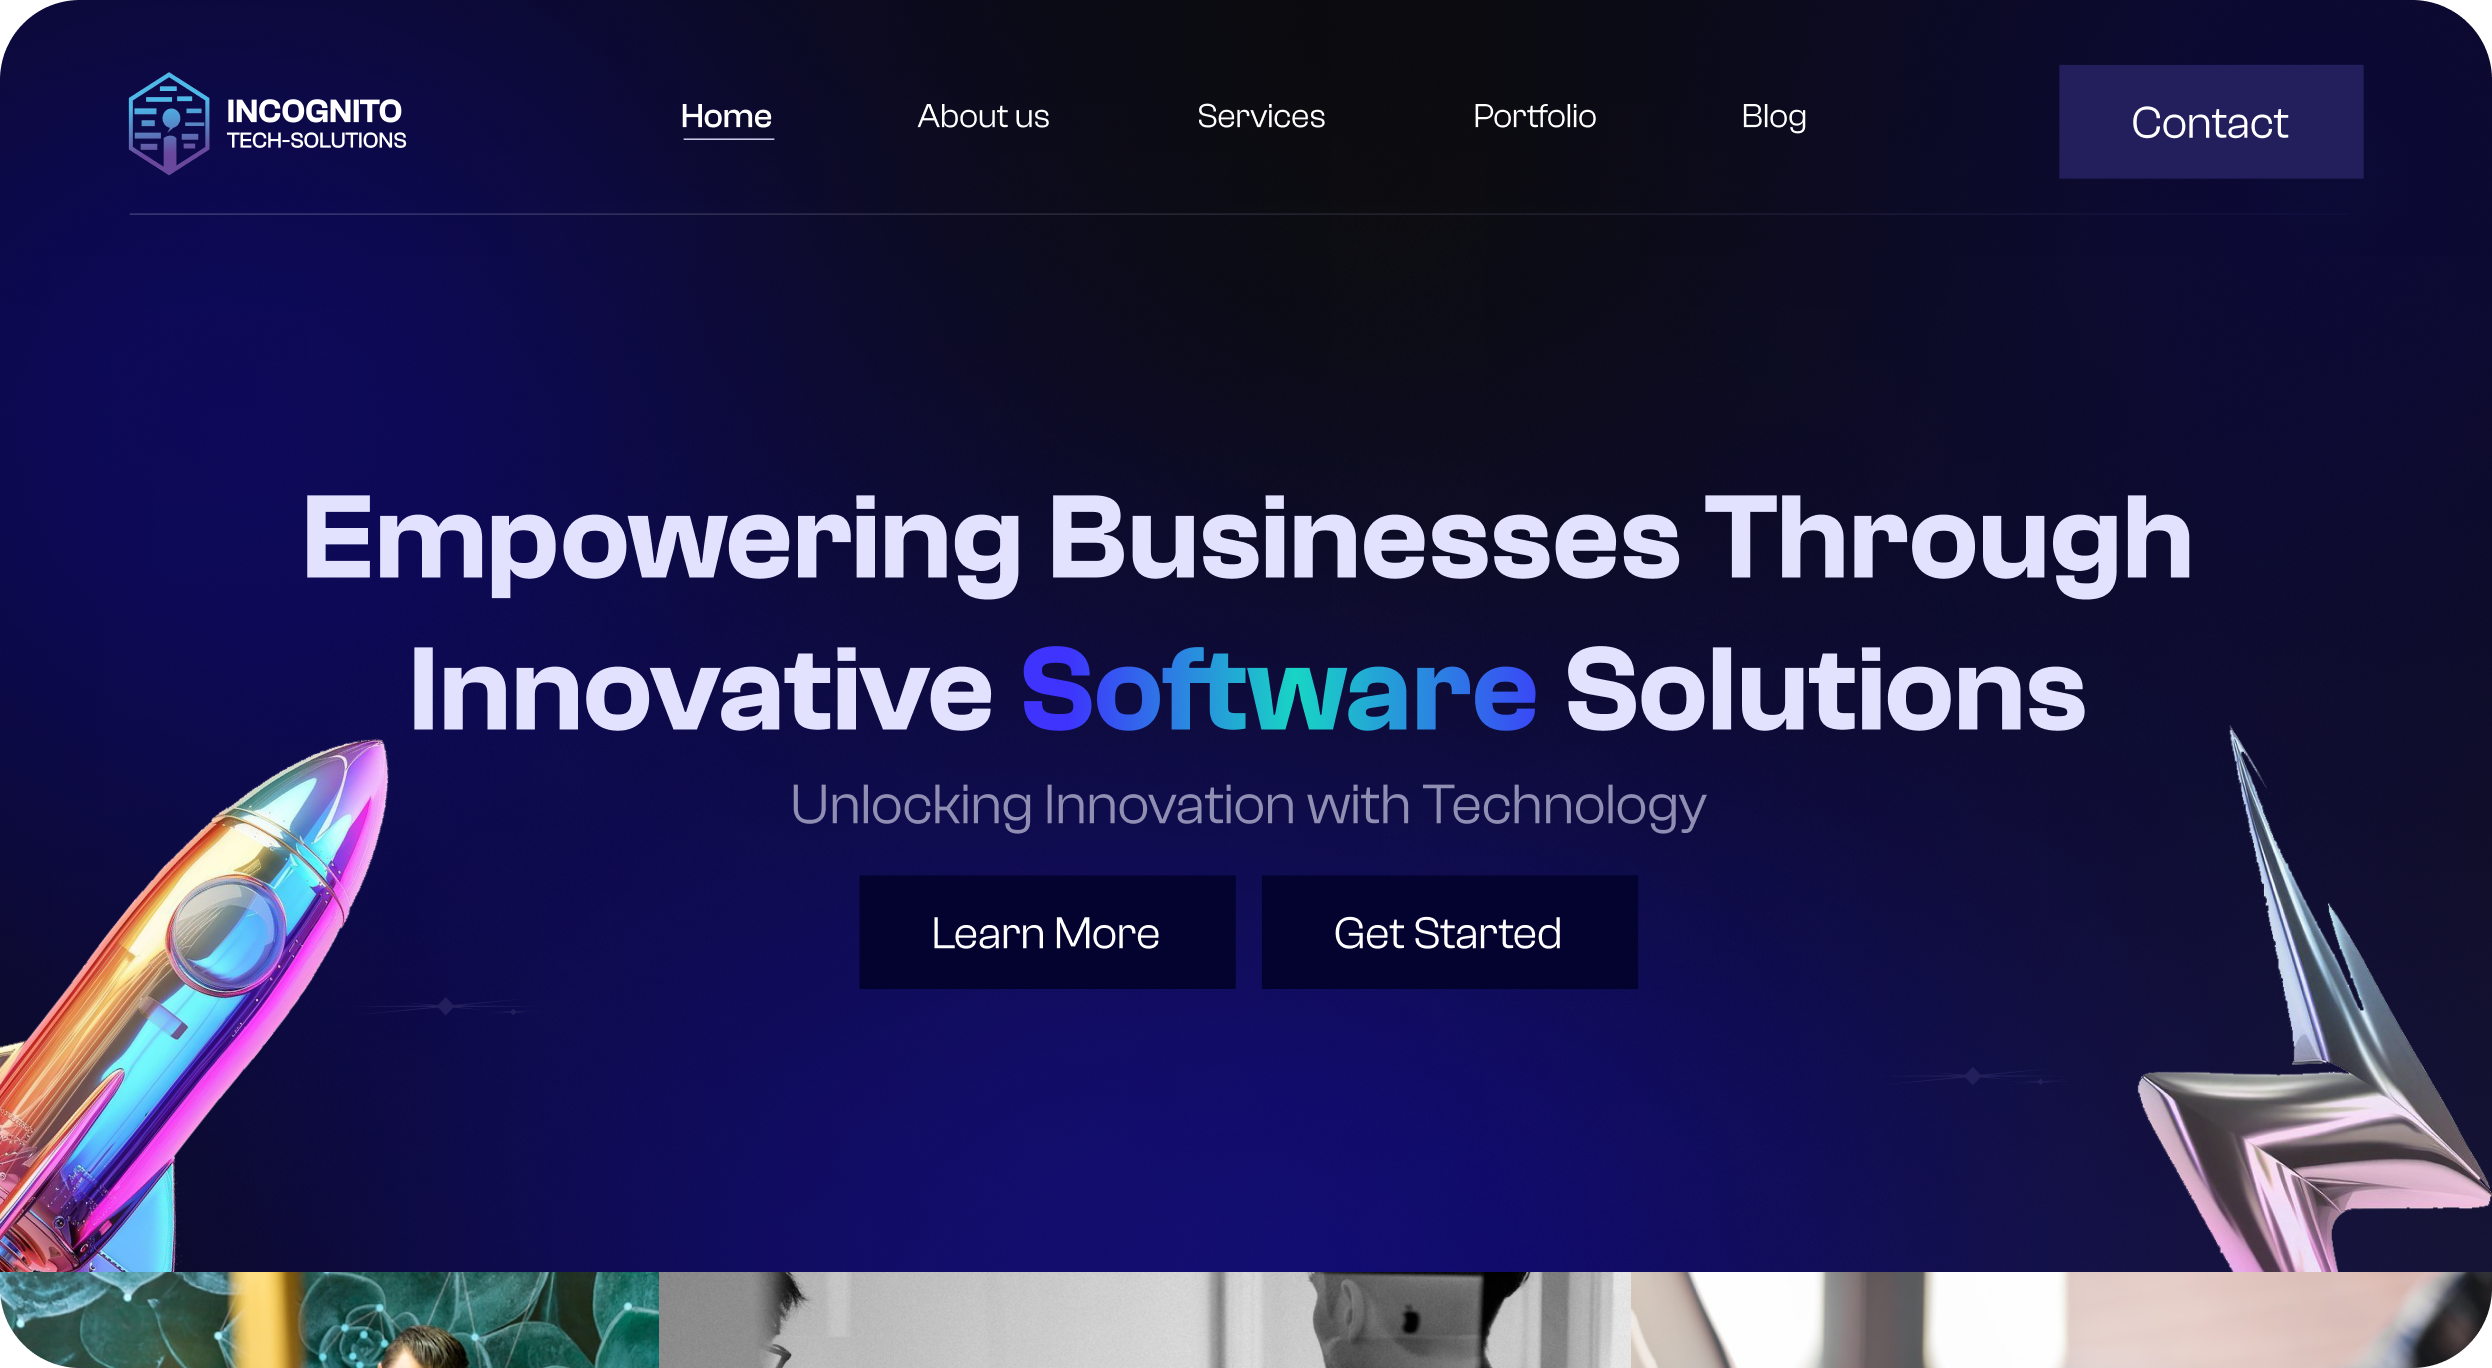 INCOGNITO
TECH-SOLUTIONS
Home
About us
Services
Portfolio
Blog
Contact
Empowering Businesses Through
Innovative Software Solutions
Unlocking Innovation with Technology
Learn More
Get Started